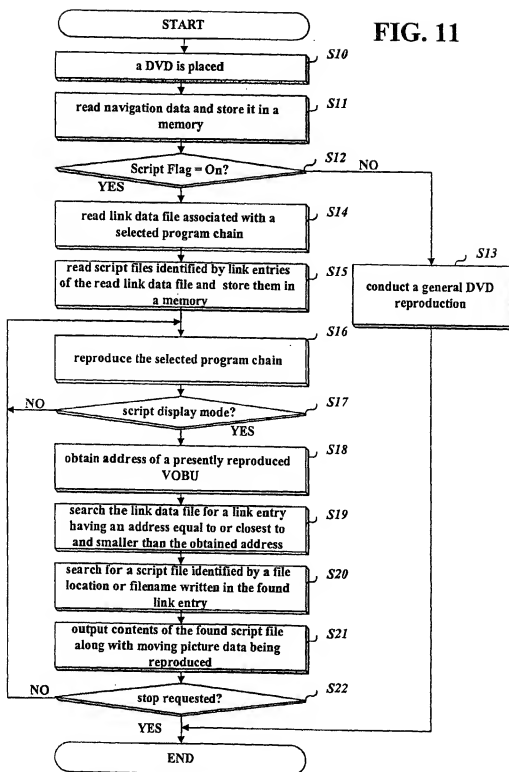 START
FIG. 11
S10
a DVD is placed
S11
read navigation data and store it in a
memory
S12
Script Flag = On?
NO
YES
S14
read link data file associated with a
selected program chain
S13
conduct a general DVD
reproduction
S15
read script files identified by link entries
of the read link data file and store them in
a memory
S16
reproduce the selected program chain
S17
NO
script display mode?
YES
S18
obtain address of a presently reproduced
VOBU
S19
search the link data file for a link entry
having an address equal to or closest to
and smaller than the obtained address
S20
search for a script file identified by a file
location or filename written in the found
link entry
S21
output contents of the found script file
along with moving picture data being
reproduced
S22
NO
stop requested?
YES
END